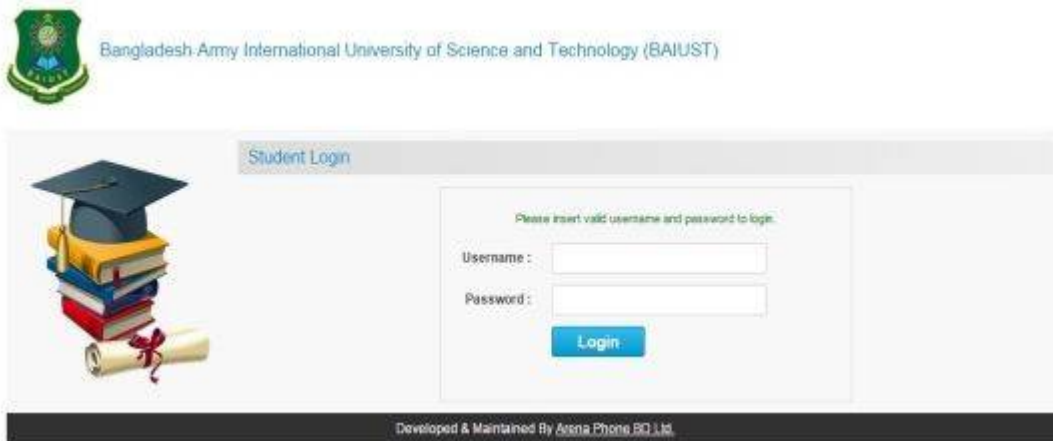 Bangladesh Army International University of Science and Technology (BAIUST)
BAIUST
Student Login
Please insert valid username and password to login.
Username :
Password :
Login
Developed & Maintained By Arena Phone BD Ltd.